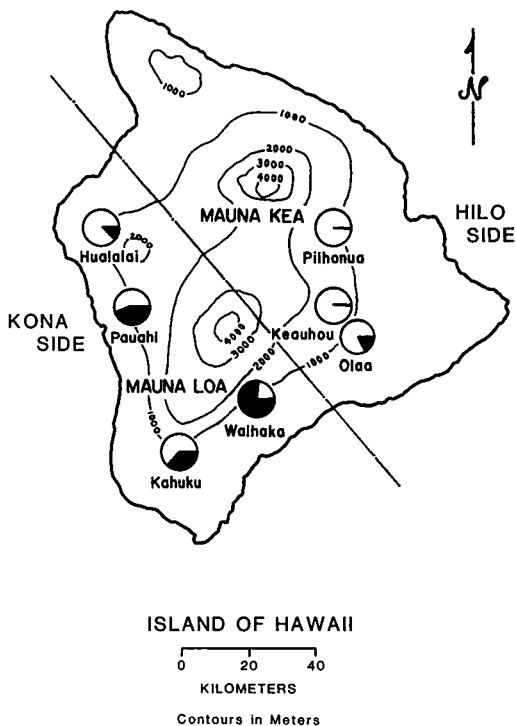 N
1000
1000
2000
3000
4000
MAUNA KEA
HILO
SIDE
2000
Hualalai
Piihonua
KONA
SIDE
Pauahi
4000
3000
Keauhou
Olaa
2000
1000
MAUNA LOA
1000
Waihaka
Kahuku
ISLAND OF HAWAII
0 20 40
KILOMETERS
Contours in Meters